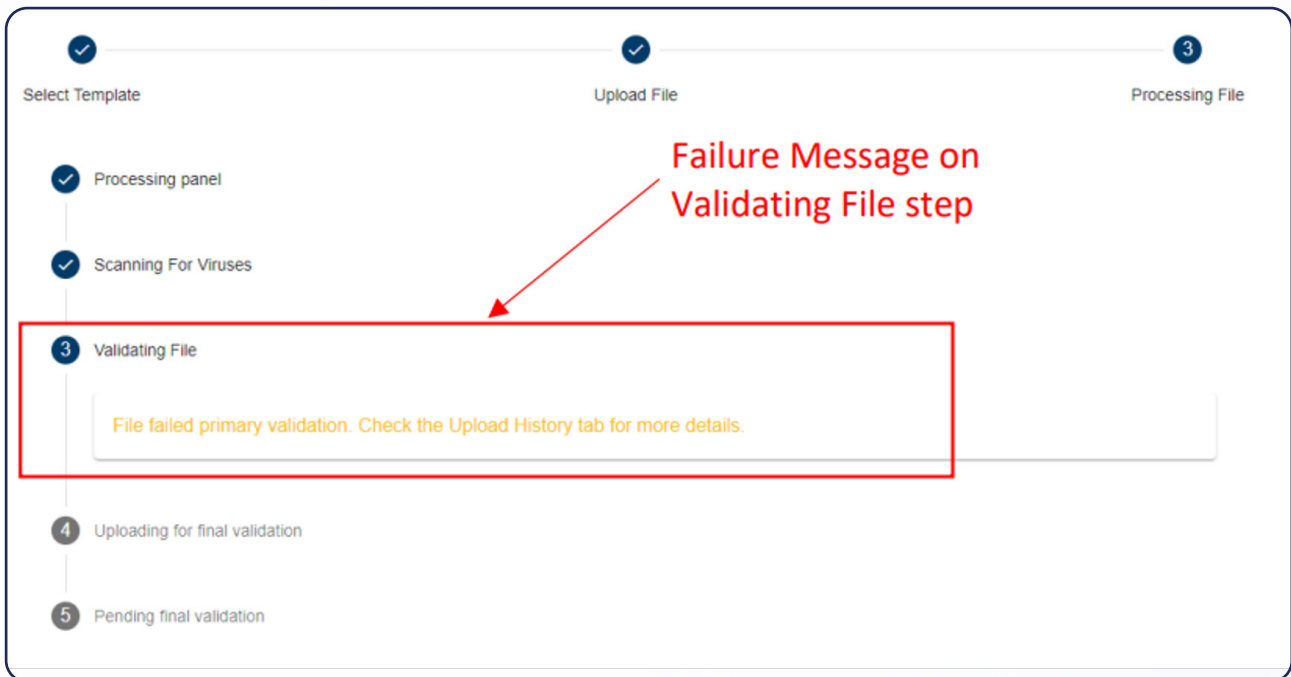 3
Select Template
Upload File
Processing File
Failure Message on
Validating File step
Processing panel
Scanning For Viruses
3 Validating File
File failed primary validation. Check the Upload History tab for more details.
4 Uploading for final validation
5 Pending final validation